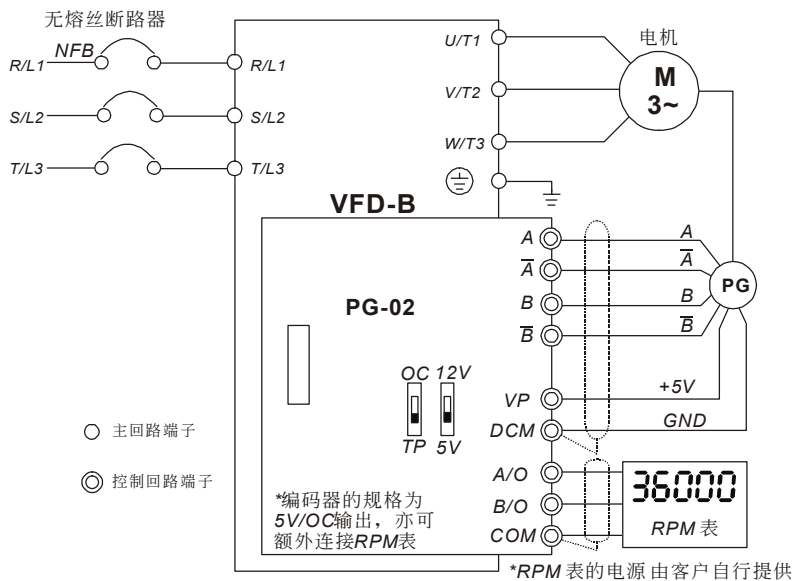 无熔丝断路器
NFB
R/L1
R/L1
S/L2
S/L2
T/L3
T/L3
U/T1
V/T2
W/T3
电机
M
3~
VFD-B
PG-02
A
A̅
B
B̅
A
A̅
B
B̅
PG
OC 12V
TP 5V
VP
+5V
DCM
GND
A/O
B/O
COM
36000
RPM 表
主回路端子
控制回路端子
*编码器的规格为
5V/OC输出，亦可
额外连接RPM表
*RPM 表的电源 由客户自行提供